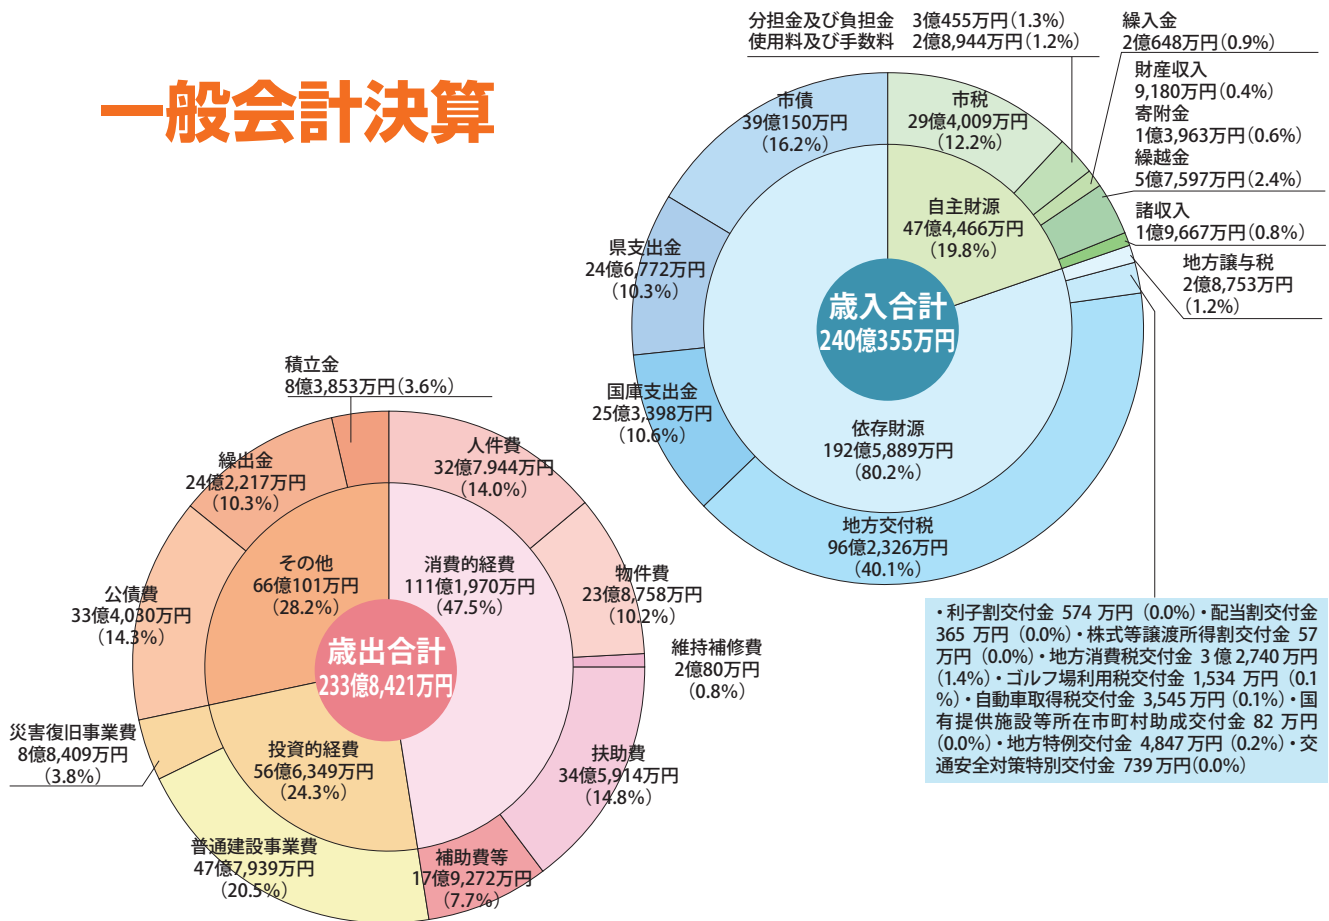 一般会計決算
分担金及び負担金 3億455万円(1.3%)
使用料及び手数料 2億8,944万円(1.2%)
繰入金
2億648万円(0.9%)
財産収入
9,180万円(0.4%)
寄附金
1億3,963万円(0.6%)
繰越金
5億7,597万円(2.4%)
諸収入
1億9,667万円(0.8%)
地方譲与税
2億8,753万円
(1.2%)
市税
29億4,009万円
(12.2%)
市債
39億150万円
(16.2%)
自主財源
47億4,466万円
(19.8%)
県支出金
24億6,772万円
(10.3%)
歳入合計
240億355万円
国庫支出金
25億3,398万円
(10.6%)
依存財源
192億5,889万円
(80.2%)
地方交付税
96億2,326万円
(40.1%)
・利子割交付金 574 万円 (0.0%)・配当割交付金
365 万円 (0.0%)・株式等譲渡所得割交付金 57
万円 (0.0%)・地方消費税交付金 3 億 2,740 万円
(1.4%)・ゴルフ場利用税交付金 1,534 万円 (0.1
%)・自動車取得税交付金 3,545 万円 (0.1%)・国
有提供施設等所在市町村助成交付金 82 万円
(0.0%)・地方特例交付金 4,847 万円 (0.2%)・交
通安全対策特別交付金 739 万円(0.0%)
積立金
8億3,853万円(3.6%)
人件費
32億7.944万円
(14.0%)
繰出金
24億2,217万円
(10.3%)
その他
66億101万円
(28.2%)
消費的経費
111億1,970万円
(47.5%)
物件費
23億8,758万円
(10.2%)
公債費
33億4,030万円
(14.3%)
歳出合計
233億8,421万円
維持補修費
2億80万円
(0.8%)
災害復旧事業費
8億8,409万円
(3.8%)
投資的経費
56億6,349万円
(24.3%)
扶助費
34億5,914万円
(14.8%)
普通建設事業費
47億7,939万円
(20.5%)
補助費等
17億9,272万円
(7.7%)